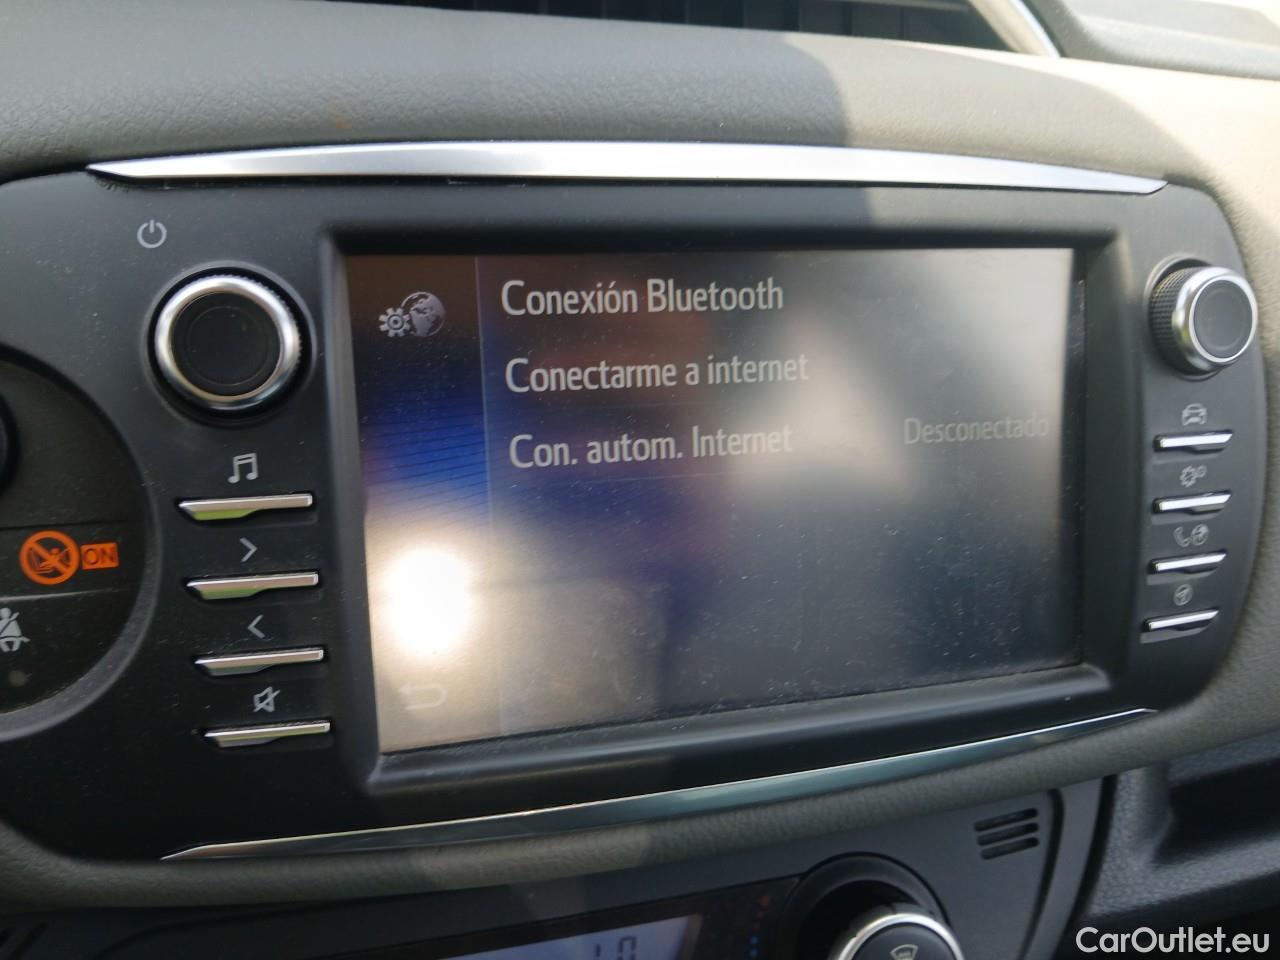 Conexión Bluetooth
Conectarme a internet
Con. autom. Internet Desconectado
ON
CarOutlet.eu